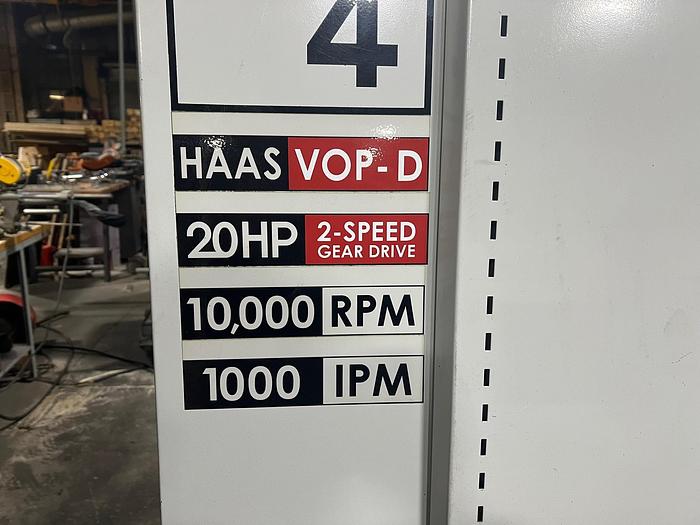 4
HAAS VOP-D
20HP 2-SPEED
GEAR DRIVE
10,000 RPM
1000 IPM